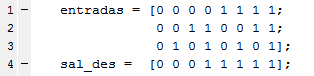 1 - entradas = [0 0 0 0 1 1 1 1;
2 0 0 1 1 0 0 1 1;
3 0 1 0 1 0 1 0 1];
4 - sal_des = [0 0 0 1 1 1 1 1];